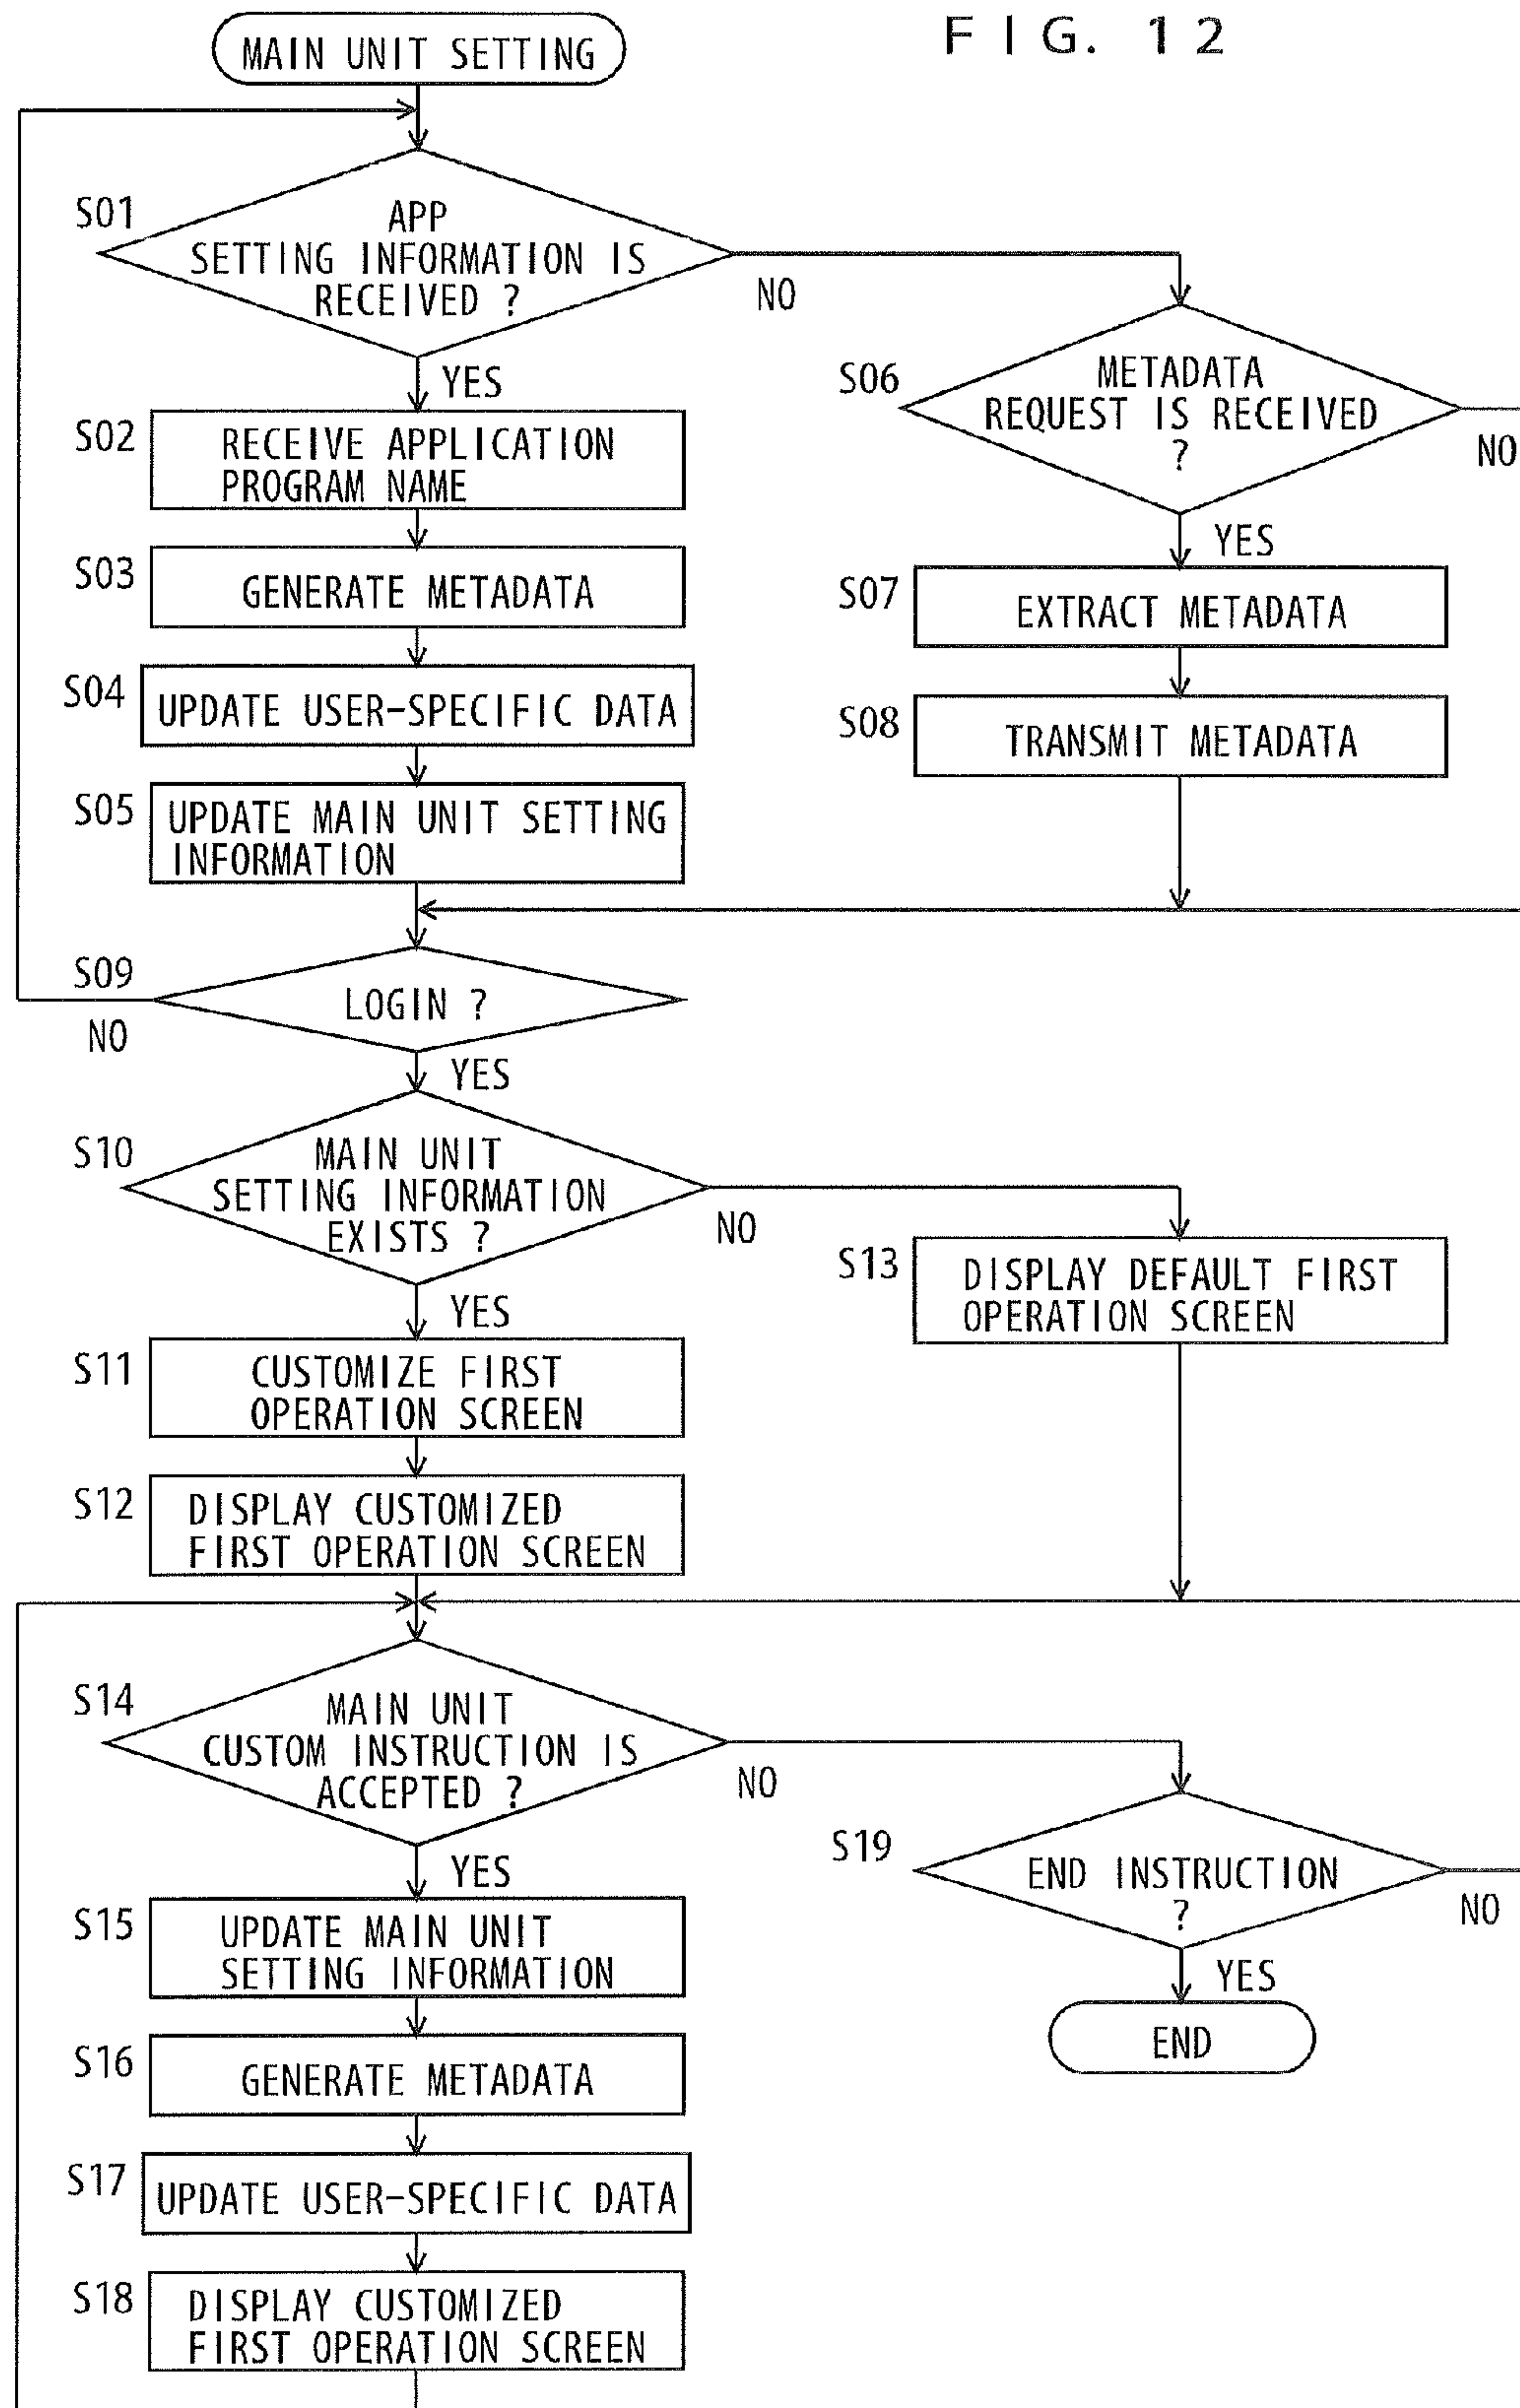 FIG. 12
MAIN UNIT SETTING
S01
APP
SETTING INFORMATION IS
RECEIVED ?
NO
YES
S02
RECEIVE APPLICATION
PROGRAM NAME
S03
GENERATE METADATA
S04
UPDATE USER-SPECIFIC DATA
S05
UPDATE MAIN UNIT SETTING
INFORMATION
S06
METADATA
REQUEST IS RECEIVED
?
NO
YES
S07
EXTRACT METADATA
S08
TRANSMIT METADATA
S09
LOGIN ?
NO
YES
S10
MAIN UNIT
SETTING INFORMATION
EXISTS ?
NO
YES
S11
CUSTOMIZE FIRST
OPERATION SCREEN
S12
DISPLAY CUSTOMIZED
FIRST OPERATION SCREEN
S13
DISPLAY DEFAULT FIRST
OPERATION SCREEN
S14
MAIN UNIT
CUSTOM INSTRUCTION IS
ACCEPTED ?
NO
YES
S15
UPDATE MAIN UNIT
SETTING INFORMATION
S16
GENERATE METADATA
S17
UPDATE USER-SPECIFIC DATA
S18
DISPLAY CUSTOMIZED
FIRST OPERATION SCREEN
S19
END INSTRUCTION
?
NO
YES
END